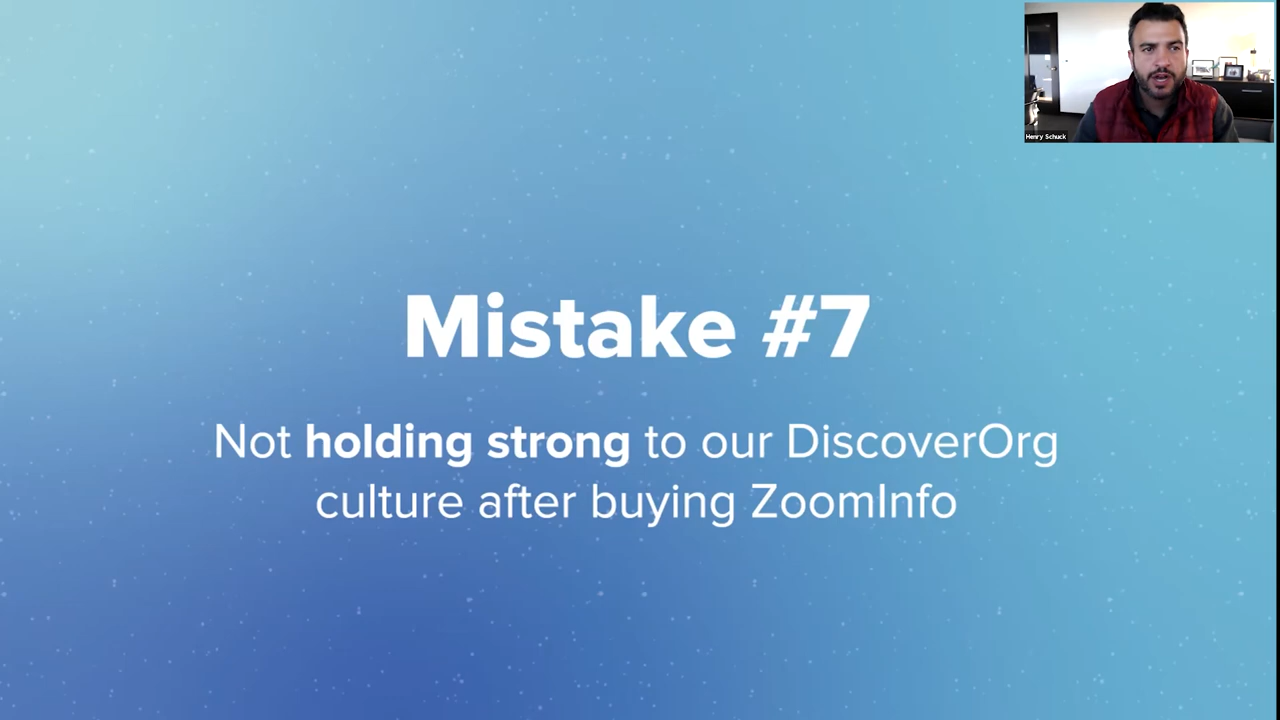 Henry Schuck
Mistake #7
Not holding strong to our DiscoverOrg
culture after buying ZoomInfo